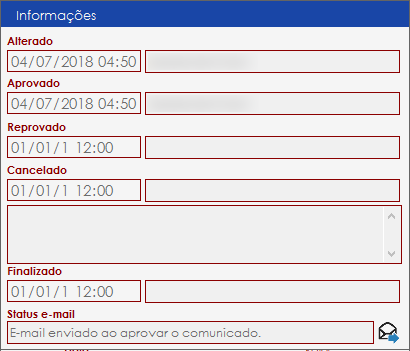 Informações
Alterado
04/07/2018 04:50
Aprovado
04/07/2018 04:50
Reprovado
01/01/1 12:00
Cancelado
01/01/1 12:00
Finalizado
01/01/1 12:00
Status e-mail
E-mail enviado ao aprovar o comunicado.